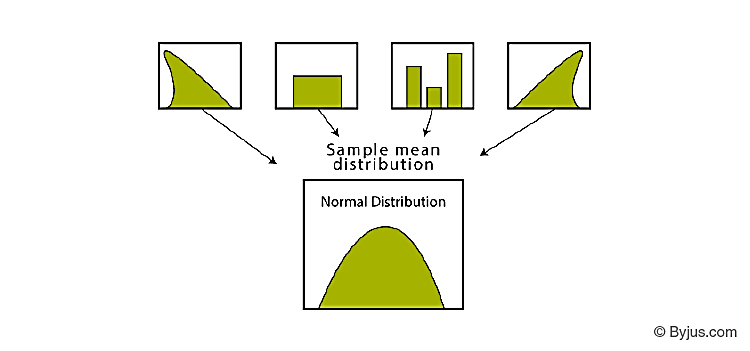 Sample mean
distribution
Normal Distribution
© Byjus.com